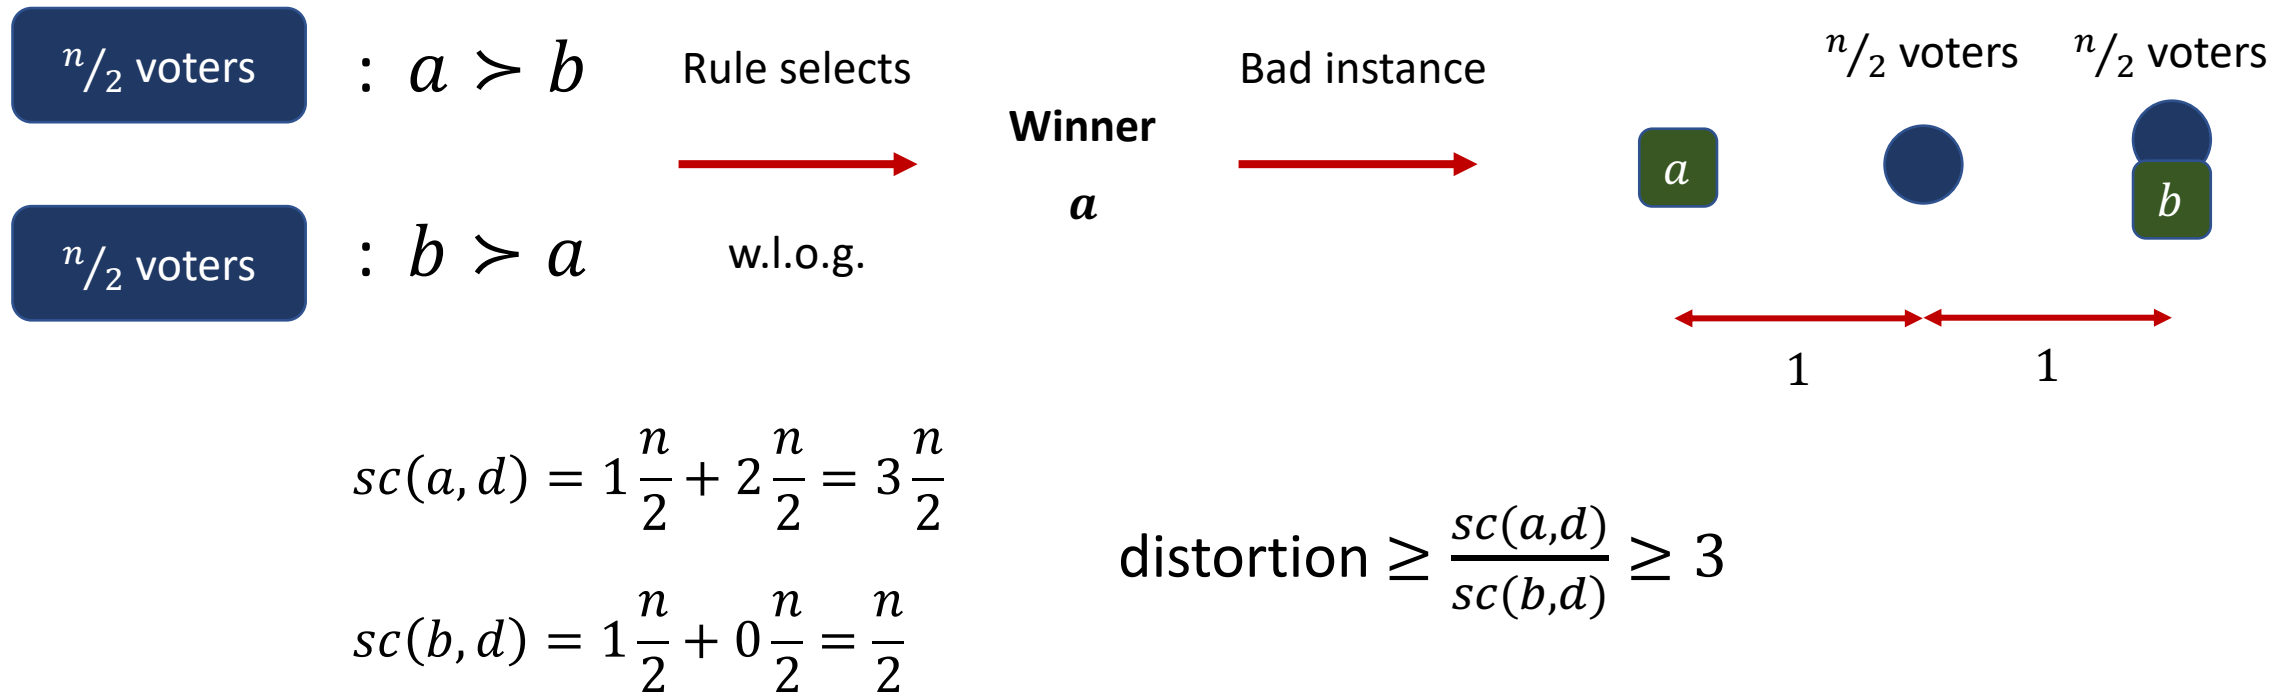 n/2 voters : a ≻ b
Rule selects
Winner
a
w.l.o.g.
Bad instance
n/2 voters : b ≻ a
n/2 voters n/2 voters
a
b
1 1
sc(a, d) = 1 n/2 + 2 n/2 = 3 n/2
sc(b, d) = 1 n/2 + 0 n/2 = n/2
distortion ≥ sc(a,d)/sc(b,d) ≥ 3